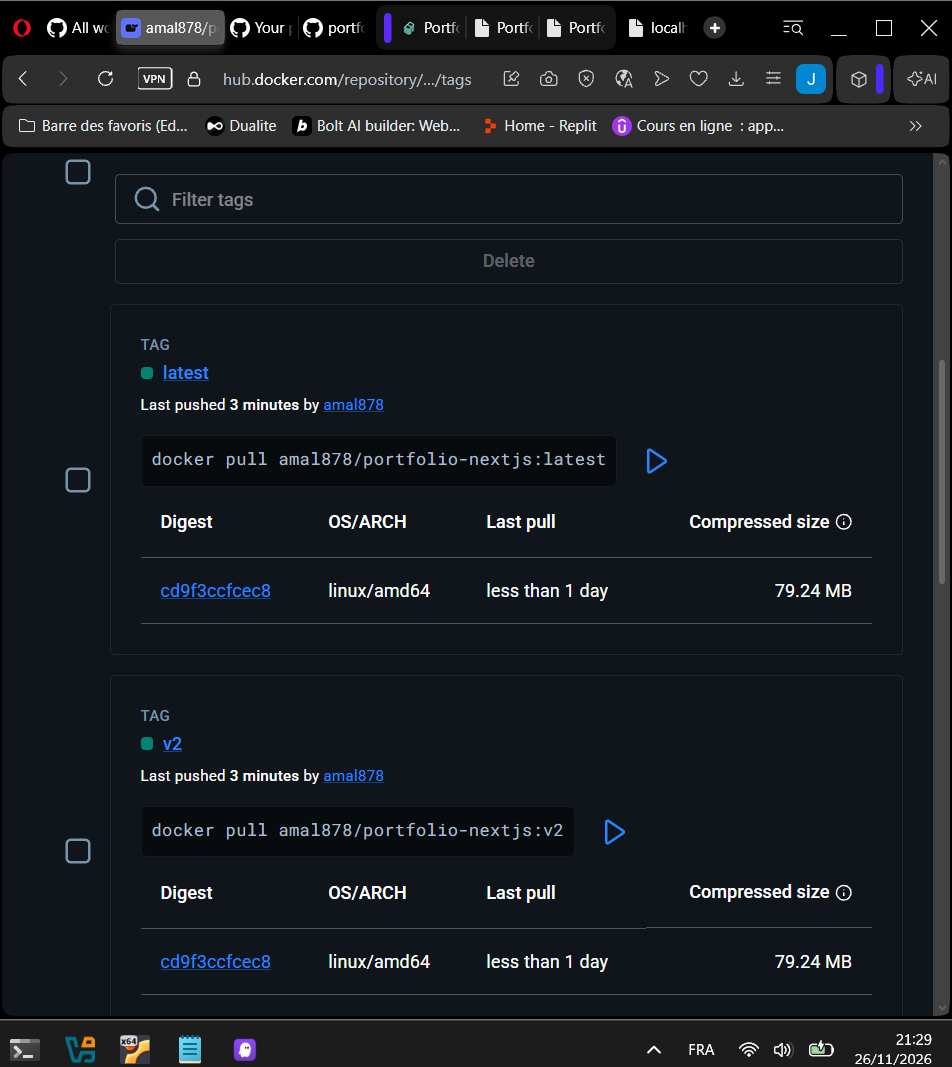 All wo
amal878/p
Your
portfo
Portfo
Portfo
Portfo
localh
VPN
hub.docker.com/repository/.../tags
J
AI
Barre des favoris (Ed...
Dualite
b
Bolt AI builder: Web...
Home - Replit
Cours en ligne : app...
Filter tags
Delete
TAG
latest
Last pushed 3 minutes by amal878
docker pull amal878/portfolio-nextjs:latest
Digest OS/ARCH Last pull Compressed size
cd9f3ccfcec8 linux/amd64 less than 1 day 79.24 MB
TAG
v2
Last pushed 3 minutes by amal878
docker pull amal878/portfolio-nextjs:v2
Digest OS/ARCH Last pull Compressed size
cd9f3ccfcec8 linux/amd64 less than 1 day 79.24 MB
x64
FRA
21:29
26/11/2026